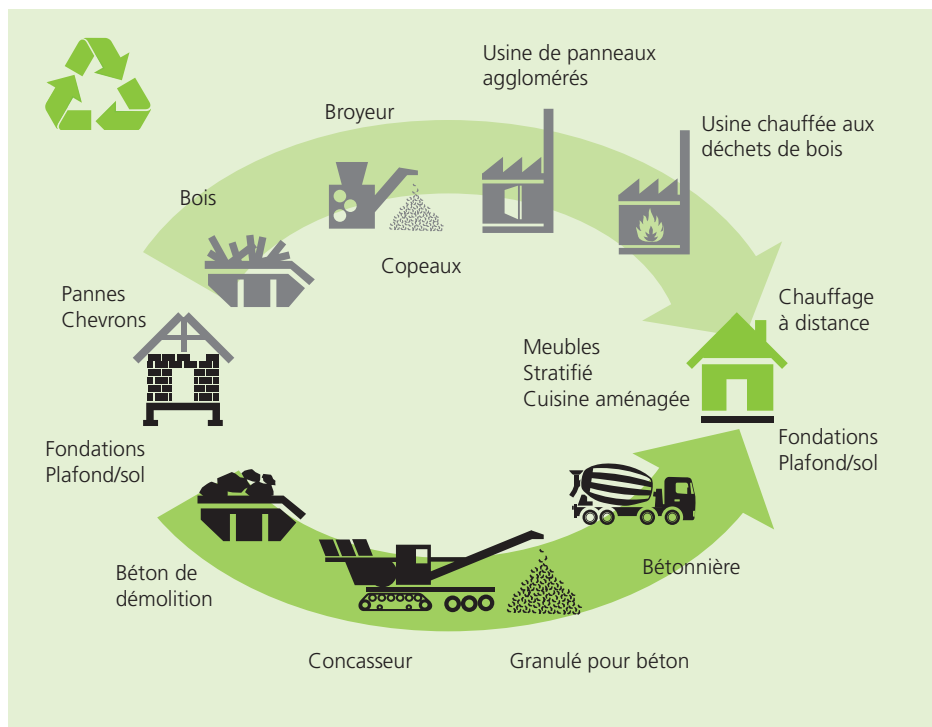 Usine de panneaux
agglomérés
Broyeur
Usine chauffée aux
déchets de bois
Bois
Copeaux
Pannes
Chevrons
Chauffage
à distance
Meubles
Stratifié
Cuisine aménagée
Fondations
Plafond/sol
Fondations
Plafond/sol
Béton de
démolition
Bétonnière
Concasseur
Granulé pour béton